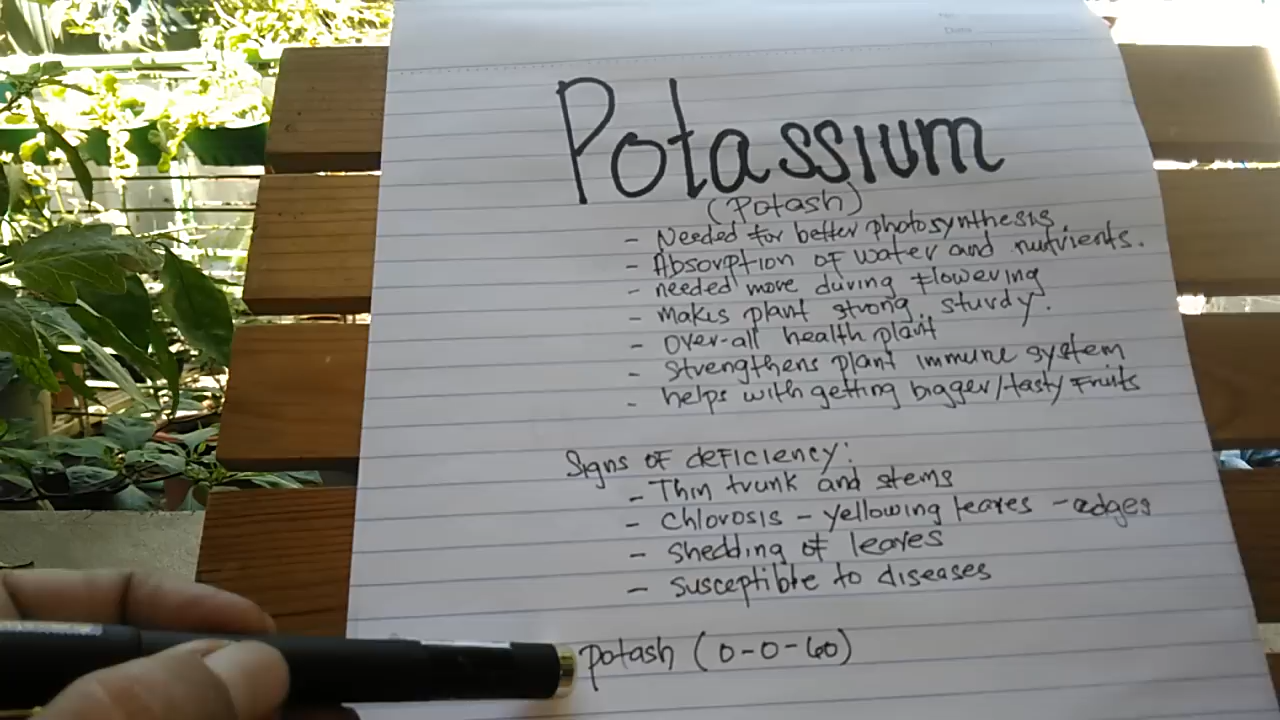 Potassium
(Potash)
- Needed for better photosynthesis
- Absorption of water and nutrients.
- needed more during flowering
- makes plant strong, sturdy.
- over-all health plant
- strengthens plant immune system
- helps with getting bigger/tasty fruits
Signs of deficiency:
- Thin trunk and stems
- chlorosis - yellowing leaves - edges
- shedding of leaves
- susceptible to diseases
potash (0-0-60)